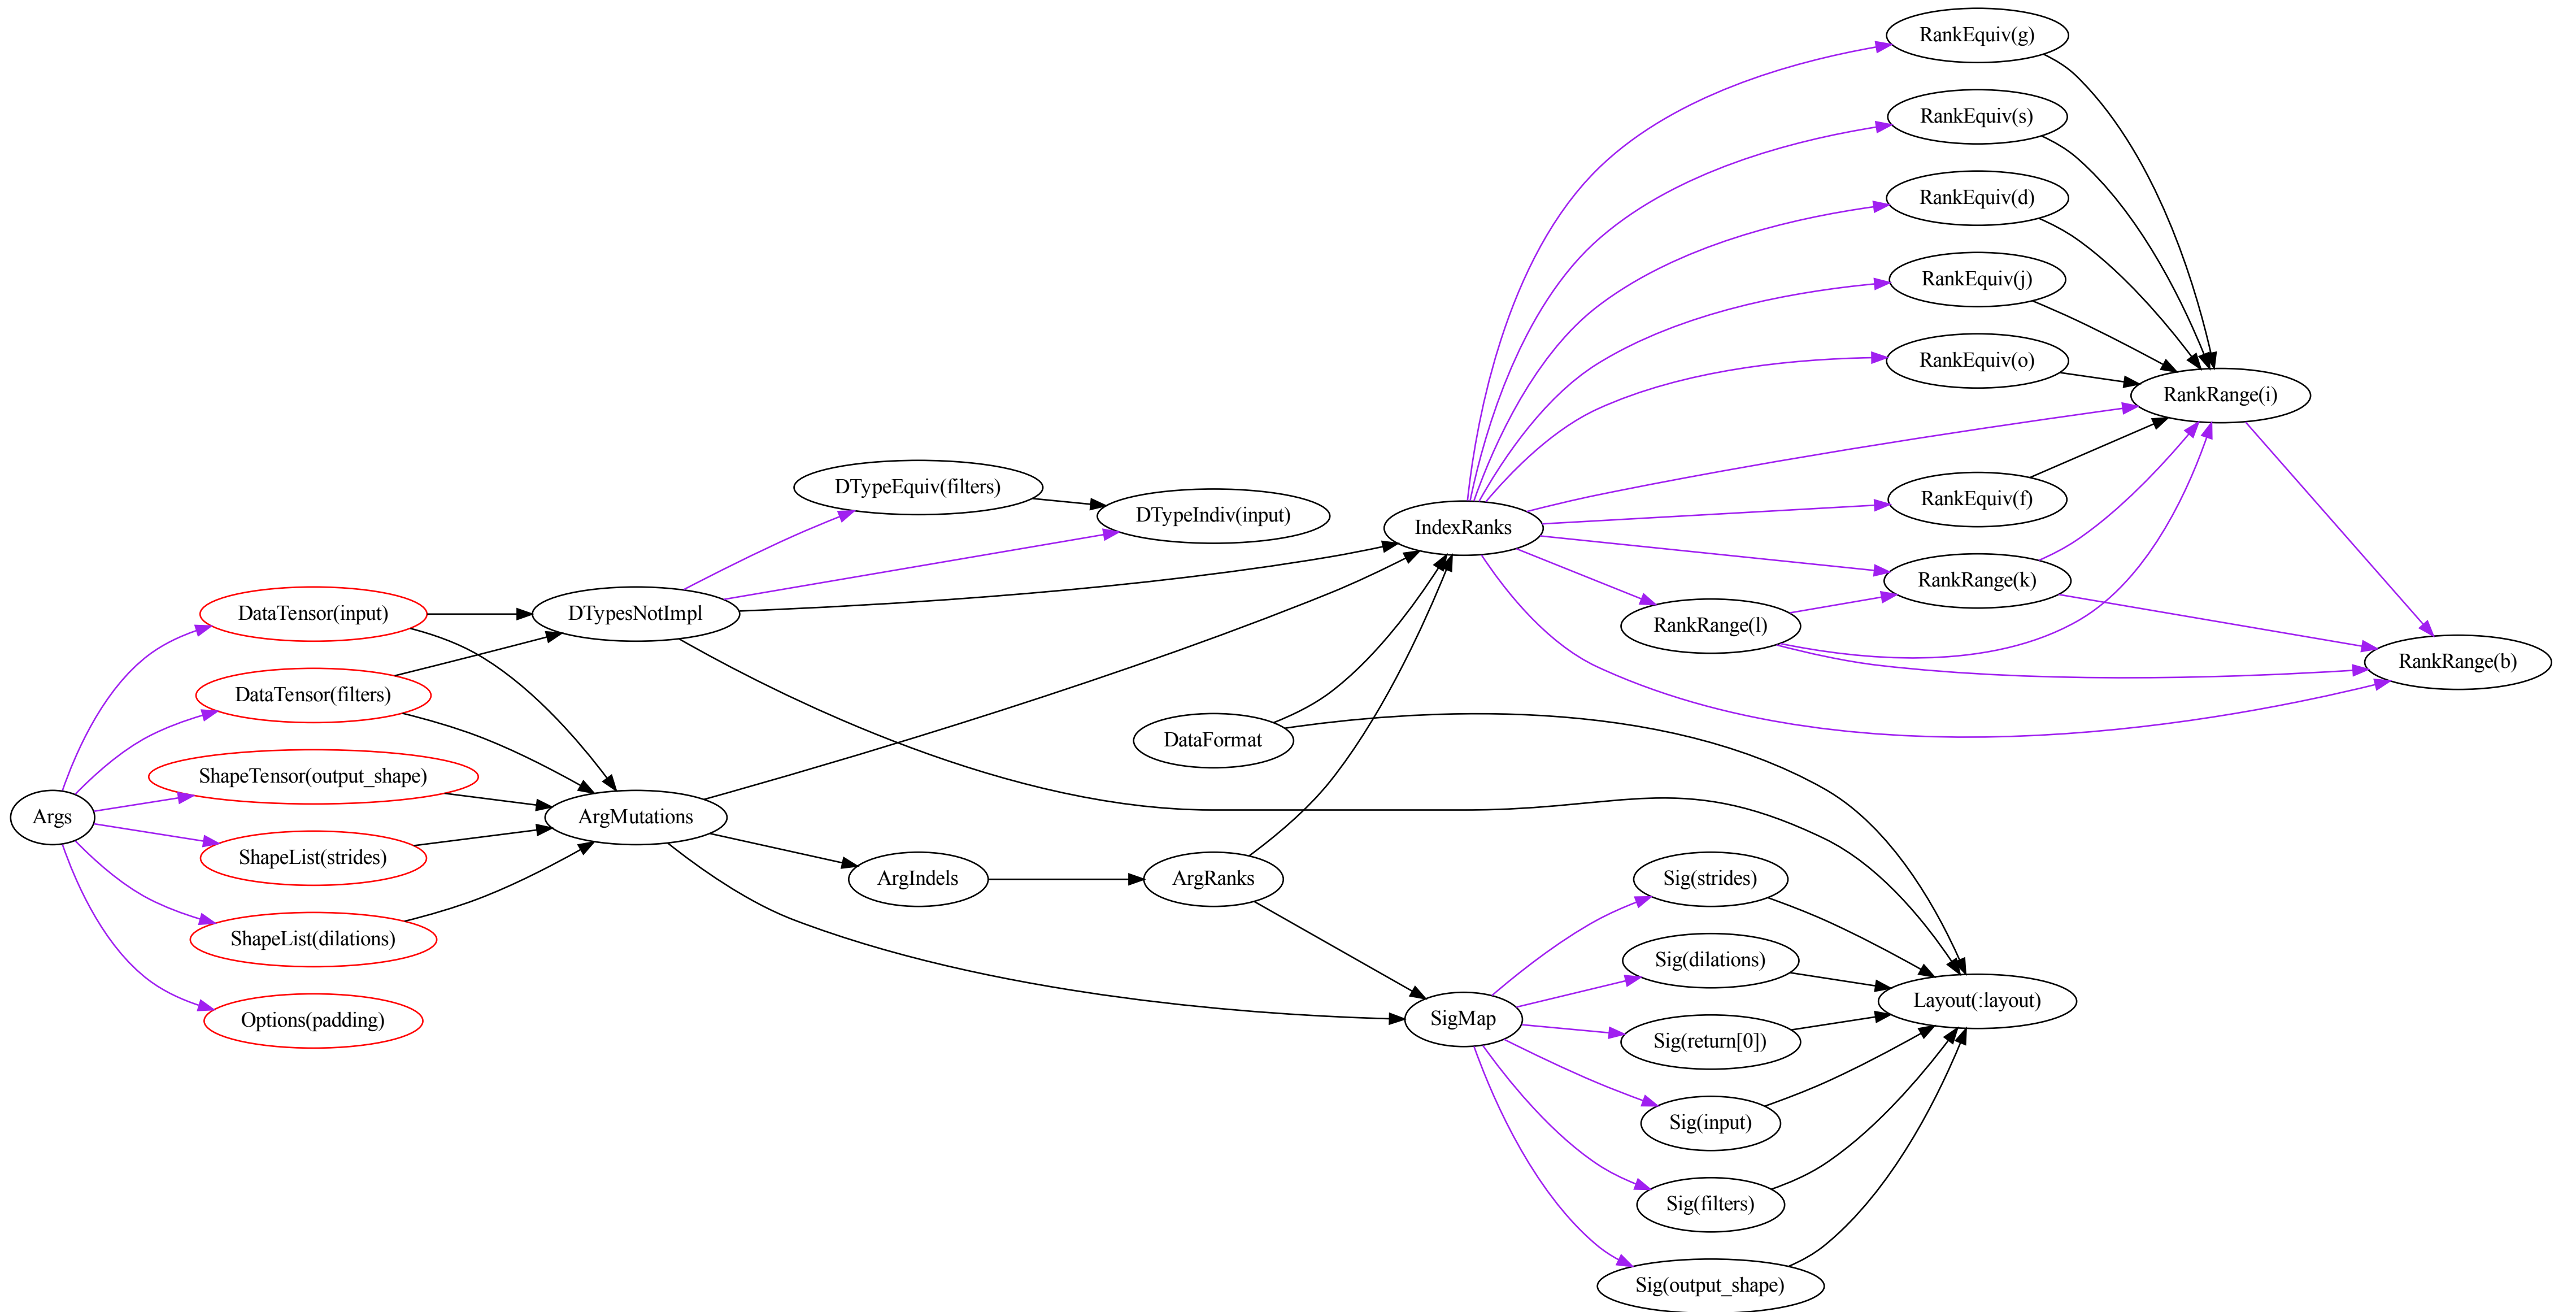 RankEquiv(g)
RankEquiv(s)
RankEquiv(d)
RankEquiv(j)
RankEquiv(o)
RankRange(i)
DTypeEquiv(filters)
DTypeIndiv(input)
IndexRanks
RankEquiv(f)
RankRange(k)
DataTensor(input)
DTypesNotImpl
RankRange(l)
RankRange(b)
DataTensor(filters)
DataFormat
ShapeTensor(output_shape)
Args
ArgMutations
ShapeList(strides)
ArgIndels
ArgRanks
Sig(strides)
ShapeList(dilations)
Sig(dilations)
Layout(:layout)
Options(padding)
SigMap
Sig(return[0])
Sig(input)
Sig(filters)
Sig(output_shape)